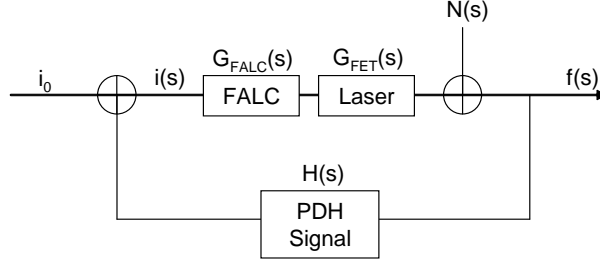 N(s)
G_FALC(s)
G_FET(s)
i_0
i(s)
f(s)
FALC
Laser
H(s)
PDH
Signal